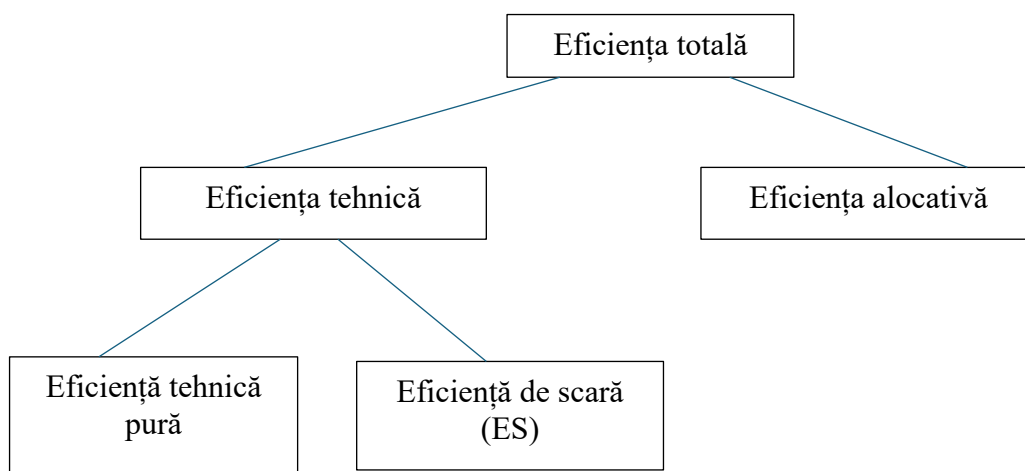 Eficiența totală
Eficiența tehnică
Eficiența alocativă
Eficiență tehnică
pură
Eficiență de scară
(ES)